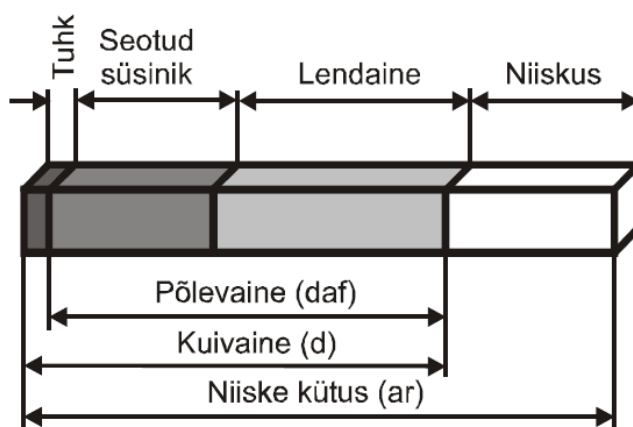 Tuhk
Seotud
süsinik
Lendaine
Niiskus
Põlevaine (daf)
Kuivaine (d)
Niiske kütus (ar)